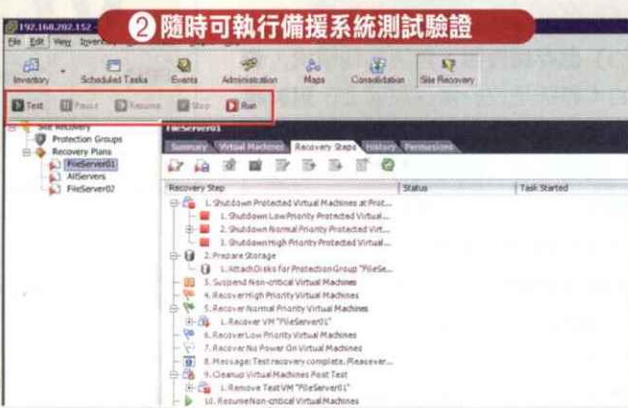 2 隨時可執行備援系統測試驗證
192.168.202.152 -
File Edit View
Inventory Scheduled Tasks Events Administration Maps Consolidation Site Recovery
Test Pause Resume Stop Run
Site Recovery
Protection Groups
Recovery Plans
FileServer01
AllServers
FileServer02
FileServer01
Summary Virtual Machines Recovery Steps History Permissions
Recovery Step Status Task Started
1. Shutdown Protected Virtual Machines at Prot...
1. Shutdown Low Priority Protected Virtual...
2. Shutdown Normal Priority Protected Virt...
3. Shutdown High Priority Protected Virtual...
2. Prepare Storage
1. Attach Disks for Protection Group "FileSe...
3. Suspend Non-critical Virtual Machines
4. Recover High Priority Virtual Machines
5. Recover Normal Priority Virtual Machines
1. Recover VM "FileServer01"
6. Recover Low Priority Virtual Machines
7. Recover No Power On Virtual Machines
8. Message: Test recovery complete. Please ver...
9. Cleanup Virtual Machines Post Test
1. Remove Test VM "FileServer01"
10. Resume Non-critical Virtual Machines